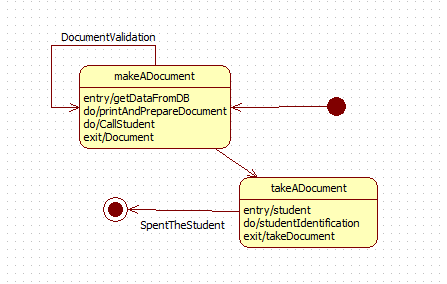 DocumentValidation
makeADocument
entry/getDataFromDB
do/printAndPrepareDocument
do/CallStudent
exit/Document
takeADocument
entry/student
do/studentIdentification
exit/takeDocument
SpentTheStudent